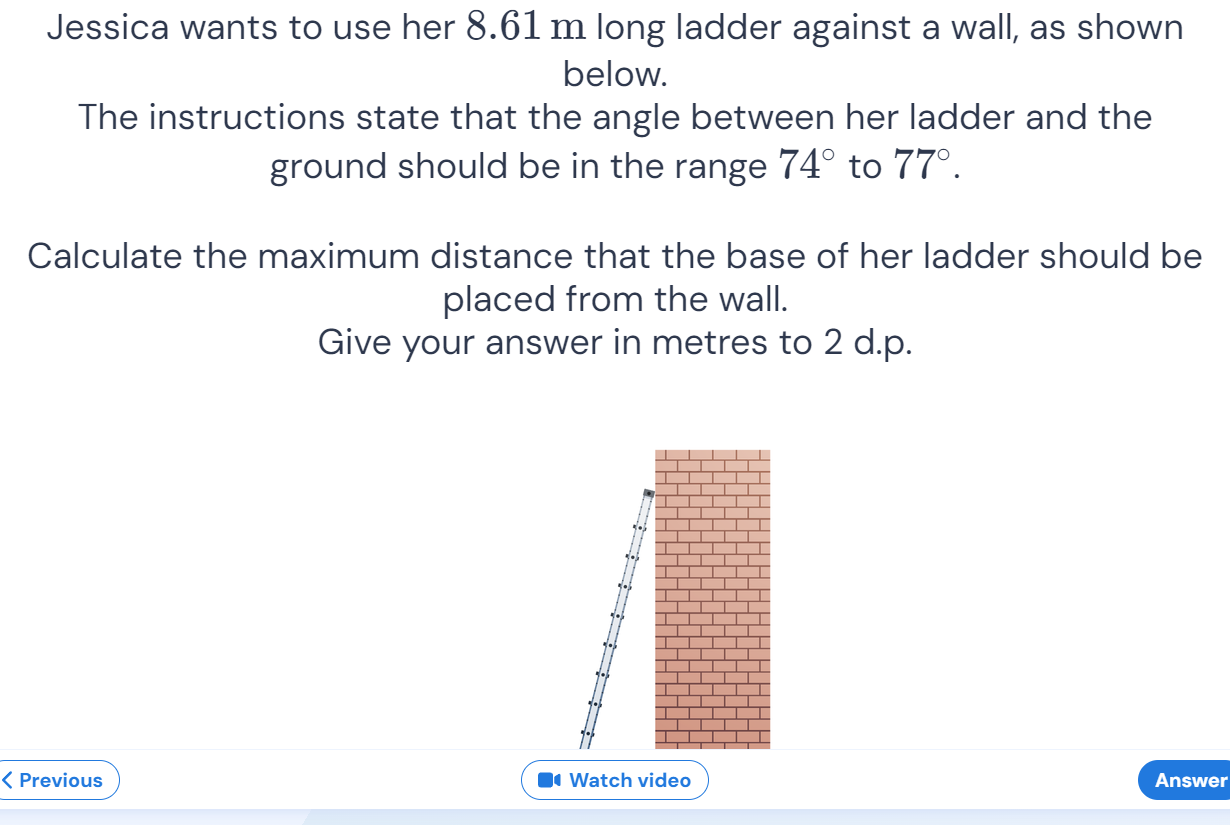 Jessica wants to use her 8.61 m long ladder against a wall, as shown
below.
The instructions state that the angle between her ladder and the
ground should be in the range 74° to 77°.
Calculate the maximum distance that the base of her ladder should be
placed from the wall.
Give your answer in metres to 2 d.p.
Previous
Watch video
Answer